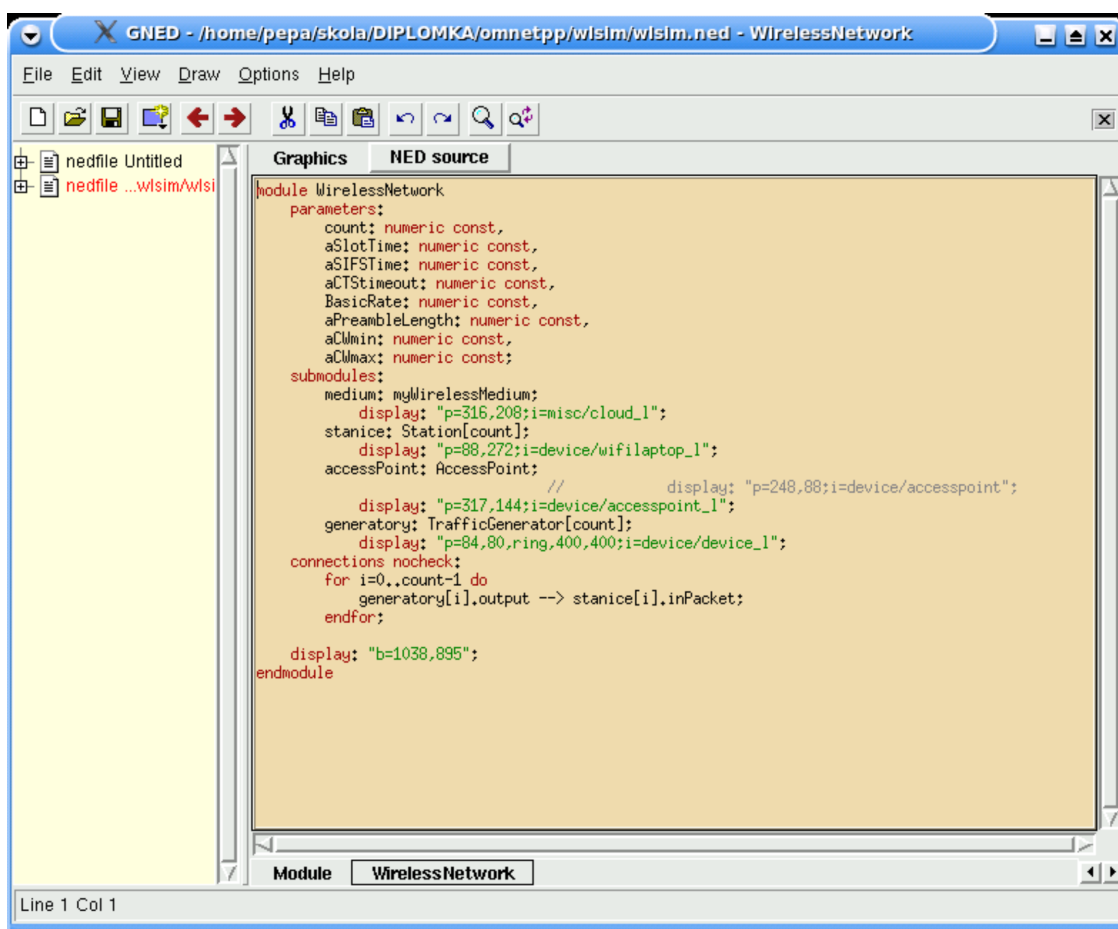 GNED - /home/pepa/skola/DIPLOMKA/omnetpp/wlsim/wlsim.ned - WirelessNetwork
File Edit View Draw Options Help
nedfile Untitled
nedfile ...wlsim/wlsi
Graphics NED source
module WirelessNetwork
parameters:
count: numeric const,
aSlotTime: numeric const,
aSIFSTime: numeric const,
aCTStimeout: numeric const,
BasicRate: numeric const,
aPreambleLength: numeric const,
aCWmin: numeric const,
aCWmax: numeric const;
submodules:
medium: myWirelessMedium;
display: "p=316,208;i=misc/cloud_l";
stanice: Station[count];
display: "p=88,272;i=device/wifilaptop_l";
accessPoint: AccessPoint;
// display: "p=248,88;i=device/accesspoint";
display: "p=317,144;i=device/accesspoint_l";
generatory: TrafficGenerator[count];
display: "p=84,80,ring,400,400;i=device/device_l";
connections nocheck:
for i=0..count-1 do
generatory[i].output --> stanice[i].inPacket;
endfor;
display: "b=1038,895";
endmodule
Module WirelessNetwork
Line 1 Col 1